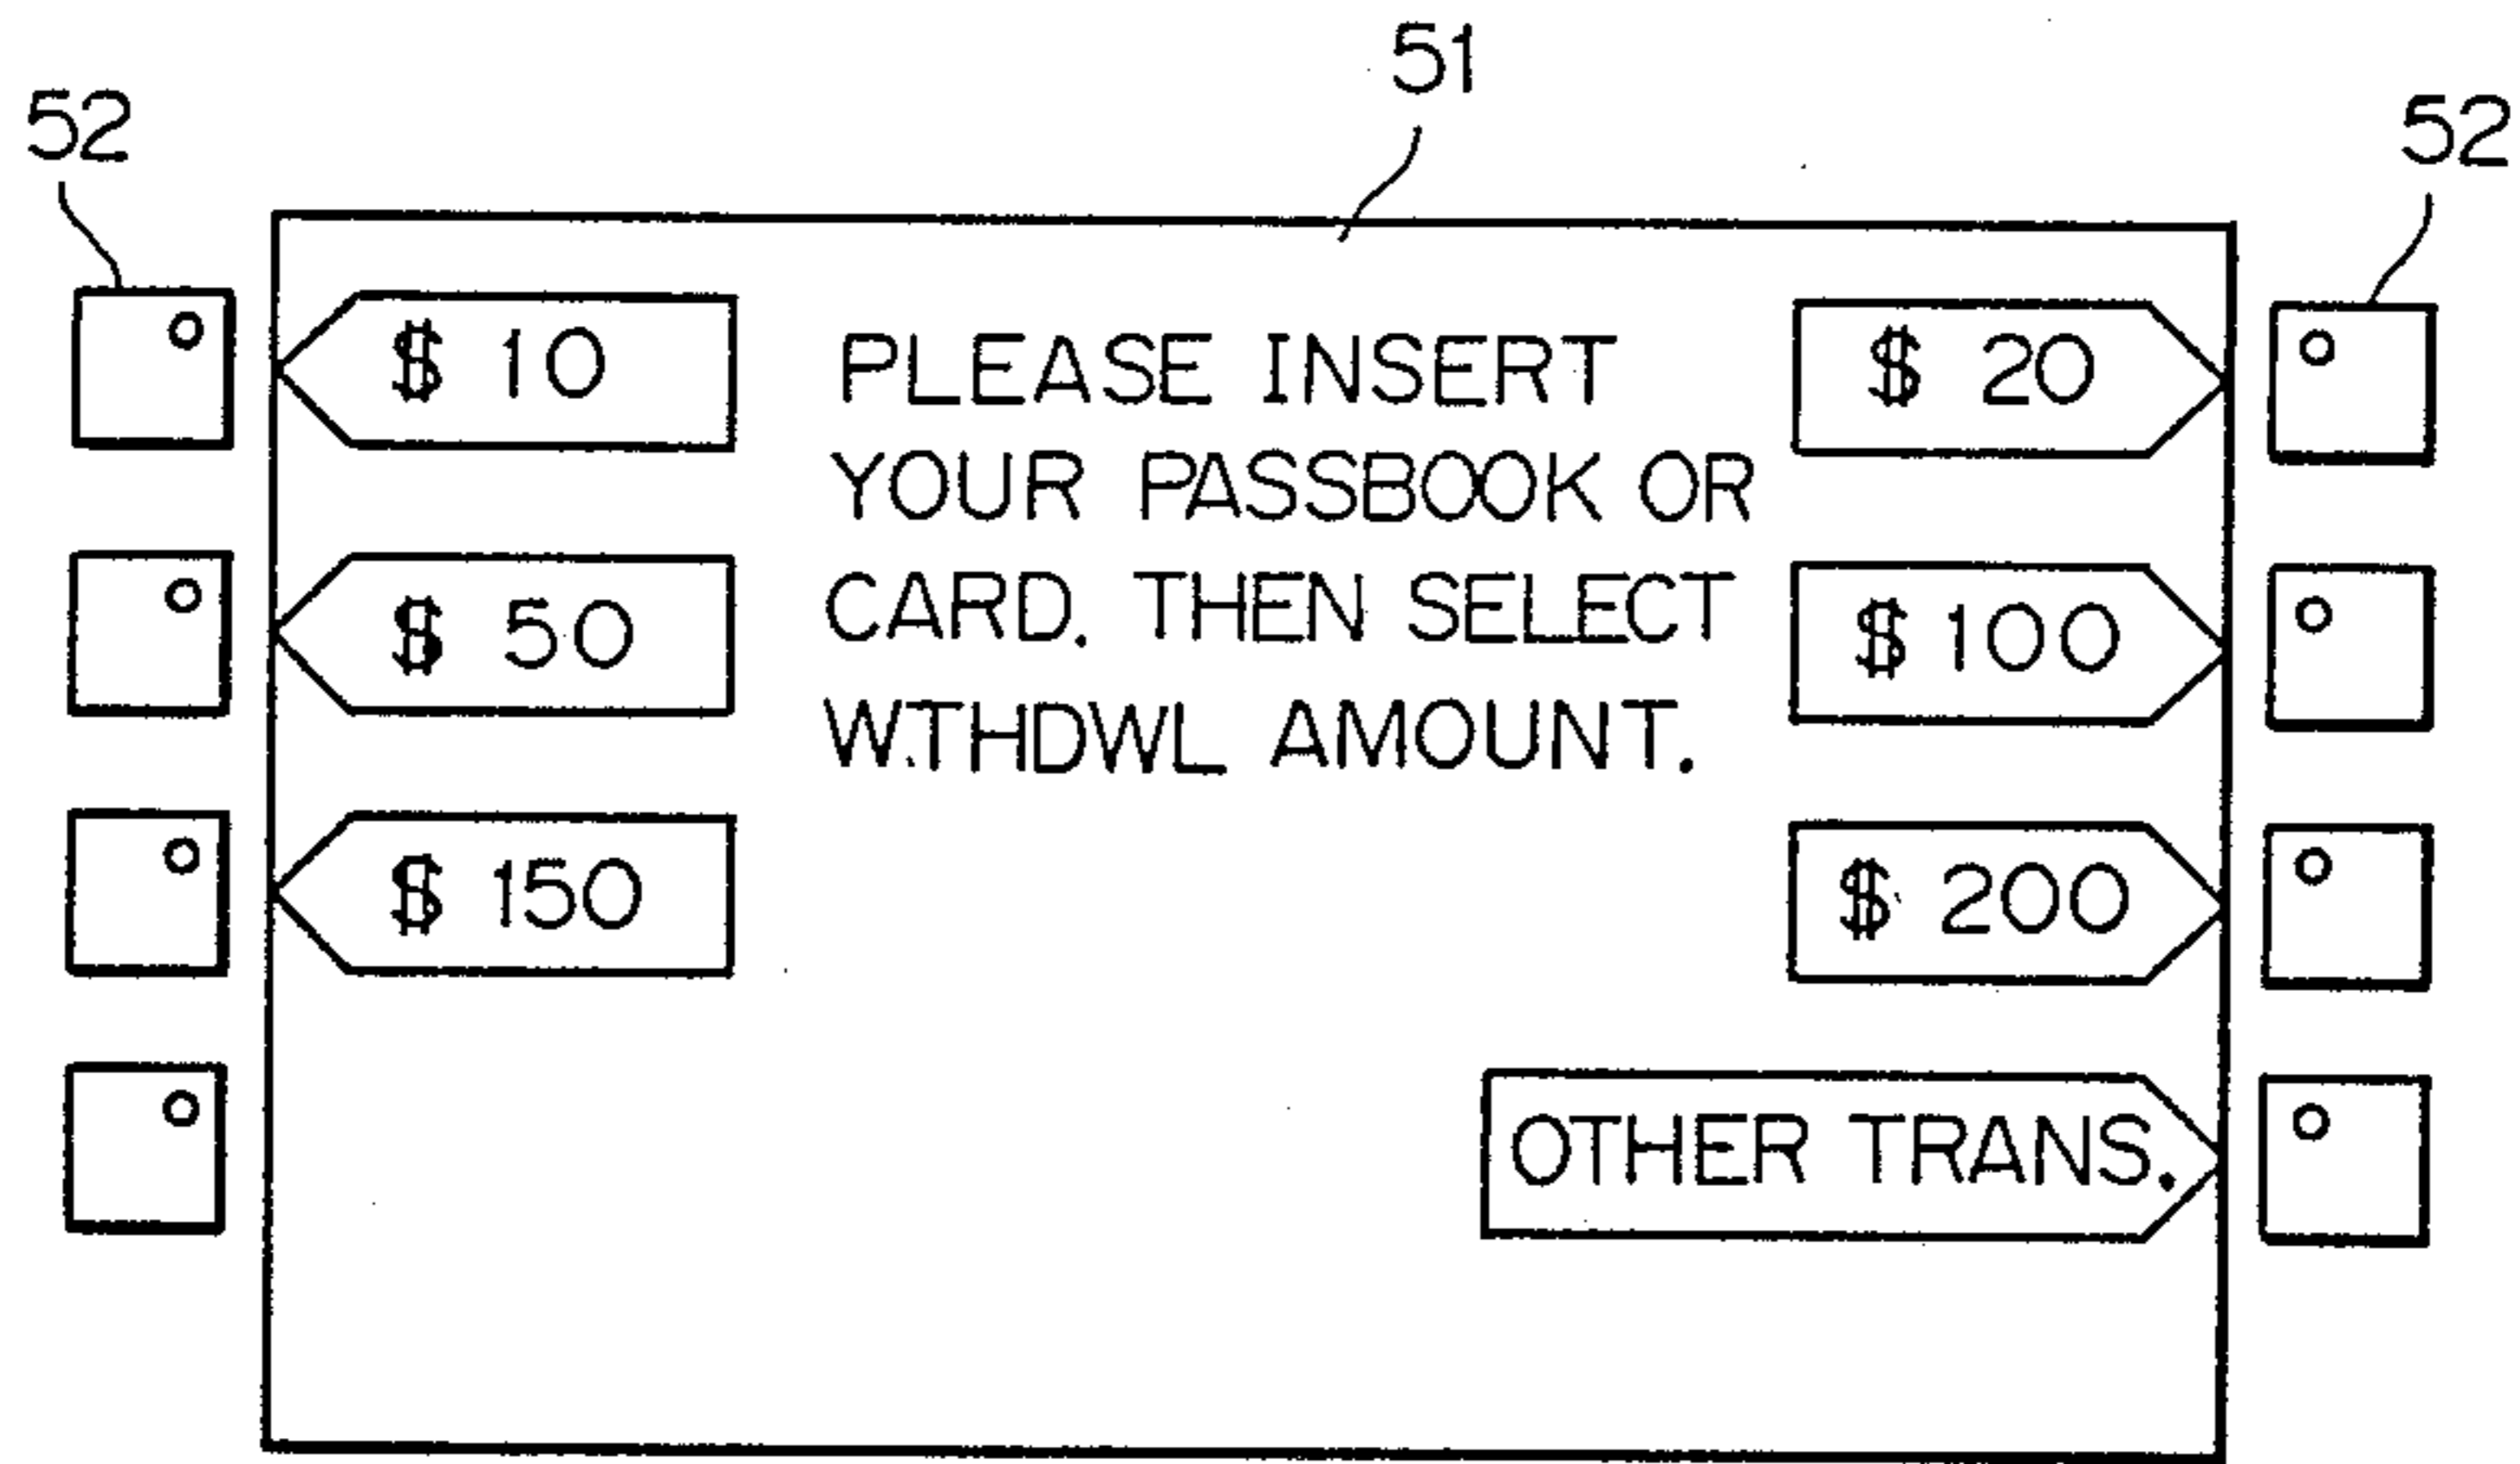 51
52
52
$ 10
PLEASE INSERT
$ 20
YOUR PASSBOOK OR
CARD. THEN SELECT
$ 50
$ 100
W.THDWL AMOUNT.
$ 150
$ 200
OTHER TRANS.